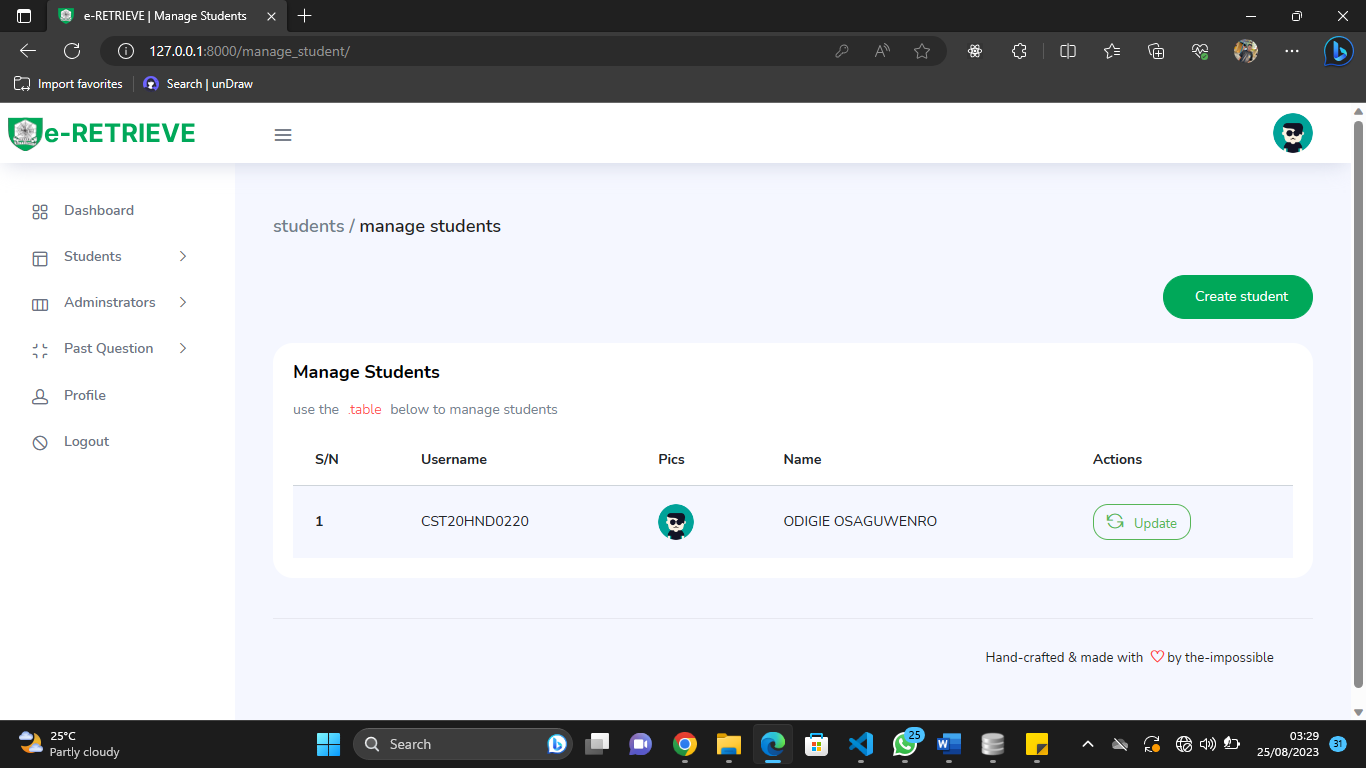 e-RETRIEVE | Manage Students
127.0.0.1:8000/manage_student/
Import favorites
Search | unDraw
e-RETRIEVE
Dashboard
Students
Adminstrators
Past Question
Profile
Logout
students / manage students
Create student
Manage Students
use the .table below to manage students
S/N Username Pics Name Actions
1 CST20HND0220 ODIGIE OSAGUWENRO Update
Hand-crafted & made with by the-impossible
25°C
Partly cloudy
Search
25
03:29
25/08/2023
31